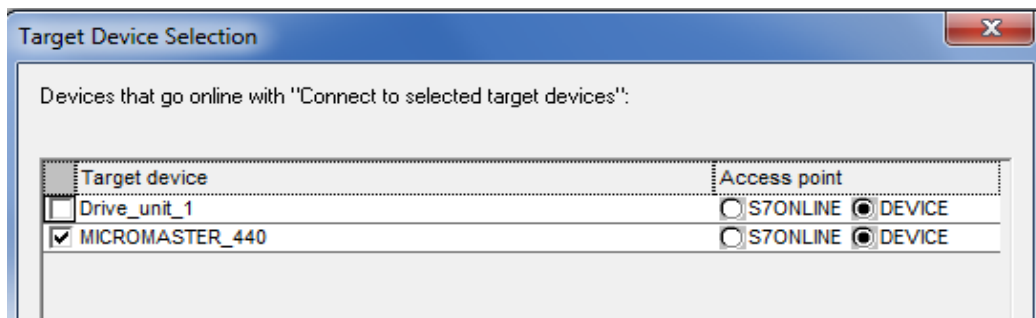 Target Device Selection
Devices that go online with "Connect to selected target devices":
Target device Access point
Drive_unit_1 S7ONLINE DEVICE
MICROMASTER_440 S7ONLINE DEVICE